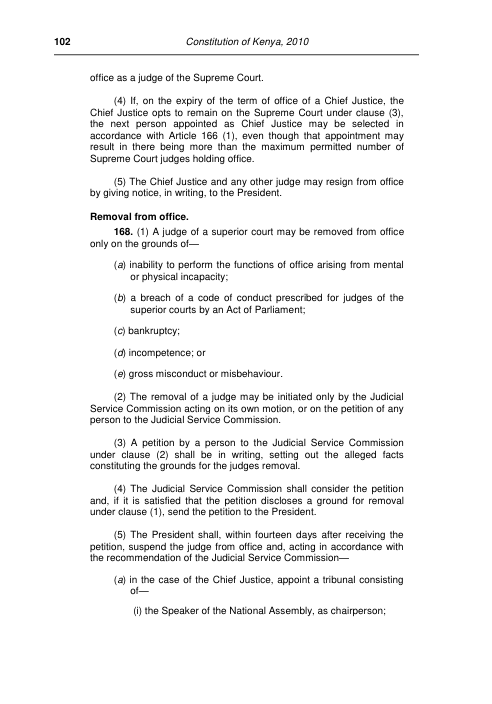 102
Constitution of Kenya, 2010
office as a judge of the Supreme Court.
(4) If, on the expiry of the term of office of a Chief Justice, the
Chief Justice opts to remain on the Supreme Court under clause (3),
the next person appointed as Chief Justice may be selected in
accordance with Article 166 (1), even though that appointment may
result in there being more than the maximum permitted number of
Supreme Court judges holding office.
(5) The Chief Justice and any other judge may resign from office
by giving notice, in writing, to the President.
Removal from office.
168. (1) A judge of a superior court may be removed from office
only on the grounds of—
(a) inability to perform the functions of office arising from mental
or physical incapacity;
(b) a breach of a code of conduct prescribed for judges of the
superior courts by an Act of Parliament;
(c) bankruptcy;
(d) incompetence; or
(e) gross misconduct or misbehaviour.
(2) The removal of a judge may be initiated only by the Judicial
Service Commission acting on its own motion, or on the petition of any
person to the Judicial Service Commission.
(3) A petition by a person to the Judicial Service Commission
under clause (2) shall be in writing, setting out the alleged facts
constituting the grounds for the judges removal.
(4) The Judicial Service Commission shall consider the petition
and, if it is satisfied that the petition discloses a ground for removal
under clause (1), send the petition to the President.
(5) The President shall, within fourteen days after receiving the
petition, suspend the judge from office and, acting in accordance with
the recommendation of the Judicial Service Commission—
(a) in the case of the Chief Justice, appoint a tribunal consisting
of—
(i) the Speaker of the National Assembly, as chairperson;